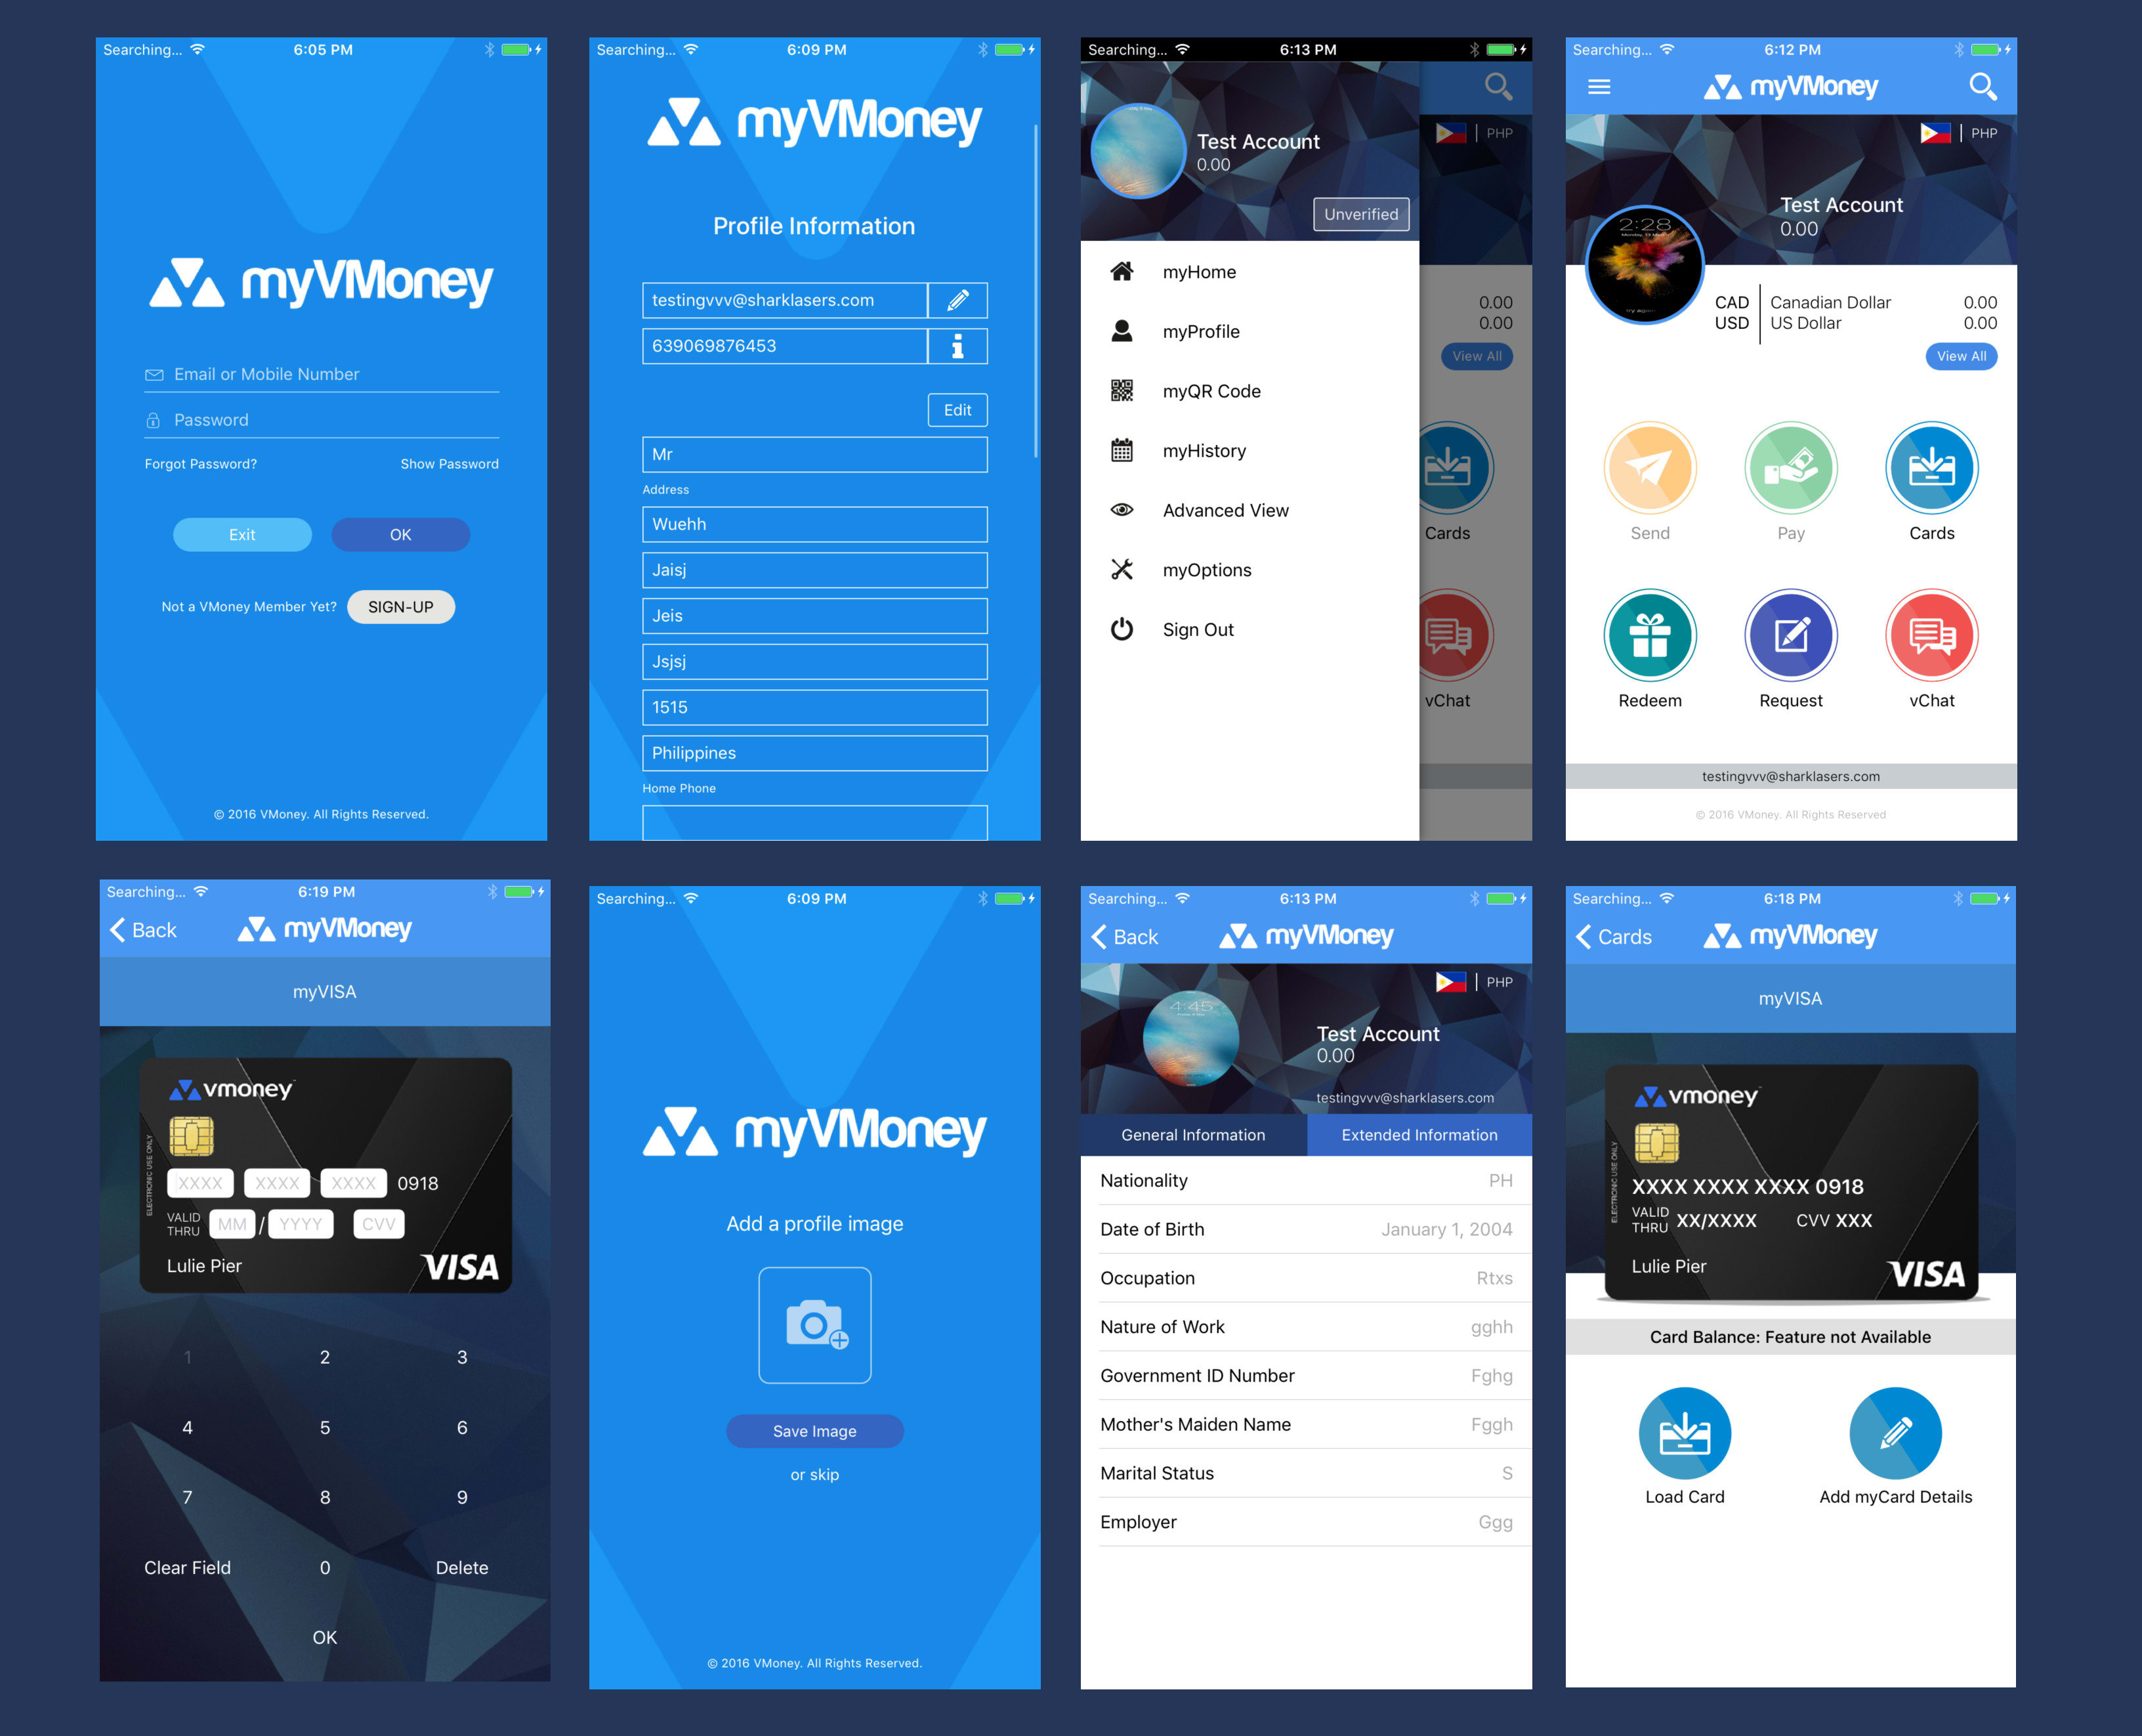 Searching... 6:05 PM
myVMoney
Email or Mobile Number
Password
Forgot Password? Show Password
Exit OK
Not a VMoney Member Yet? SIGN-UP
© 2016 VMoney. All Rights Reserved.
Searching... 6:09 PM
myVMoney
Profile Information
testingvvv@sharklasers.com
639069876453
Edit
Mr
Address
Wuehh
Jaisj
Jeis
Jsjsj
1515
Philippines
Home Phone
Searching... 6:13 PM
PHP
Test Account
0.00
Unverified
myHome
0.00
0.00
myProfile
View All
myQR Code
myHistory
Advanced View
Cards
myOptions
Sign Out
vChat
Searching... 6:12 PM
myVMoney
PHP
Test Account
0.00
2:28
CAD Canadian Dollar 0.00
USD US Dollar 0.00
View All
Send Pay Cards
Redeem Request vChat
testingvvv@sharklasers.com
© 2016 VMoney. All Rights Reserved
Searching... 6:19 PM
Back myVMoney
myVISA
vmoney
ELECTRONIC USE ONLY
XXXX XXXX XXXX 0918
VALID
THRU MM / YYYY CVV
Lulie Pier VISA
1 2 3
4 5 6
7 8 9
Clear Field 0 Delete
OK
Searching... 6:09 PM
myVMoney
Add a profile image
Save Image
or skip
© 2016 VMoney. All Rights Reserved.
Searching... 6:13 PM
Back myVMoney
PHP
4:45
Test Account
0.00
testingvvv@sharklasers.com
General Information Extended Information
Nationality PH
Date of Birth January 1, 2004
Occupation Rtxs
Nature of Work gghh
Government ID Number Fghg
Mother's Maiden Name Fggh
Marital Status S
Employer Ggg
Searching... 6:18 PM
Cards myVMoney
myVISA
vmoney
ELECTRONIC USE ONLY
XXXX XXXX XXXX 0918
VALID
THRU XX/XXXX CVV XXX
Lulie Pier VISA
Card Balance: Feature not Available
Load Card Add myCard Details